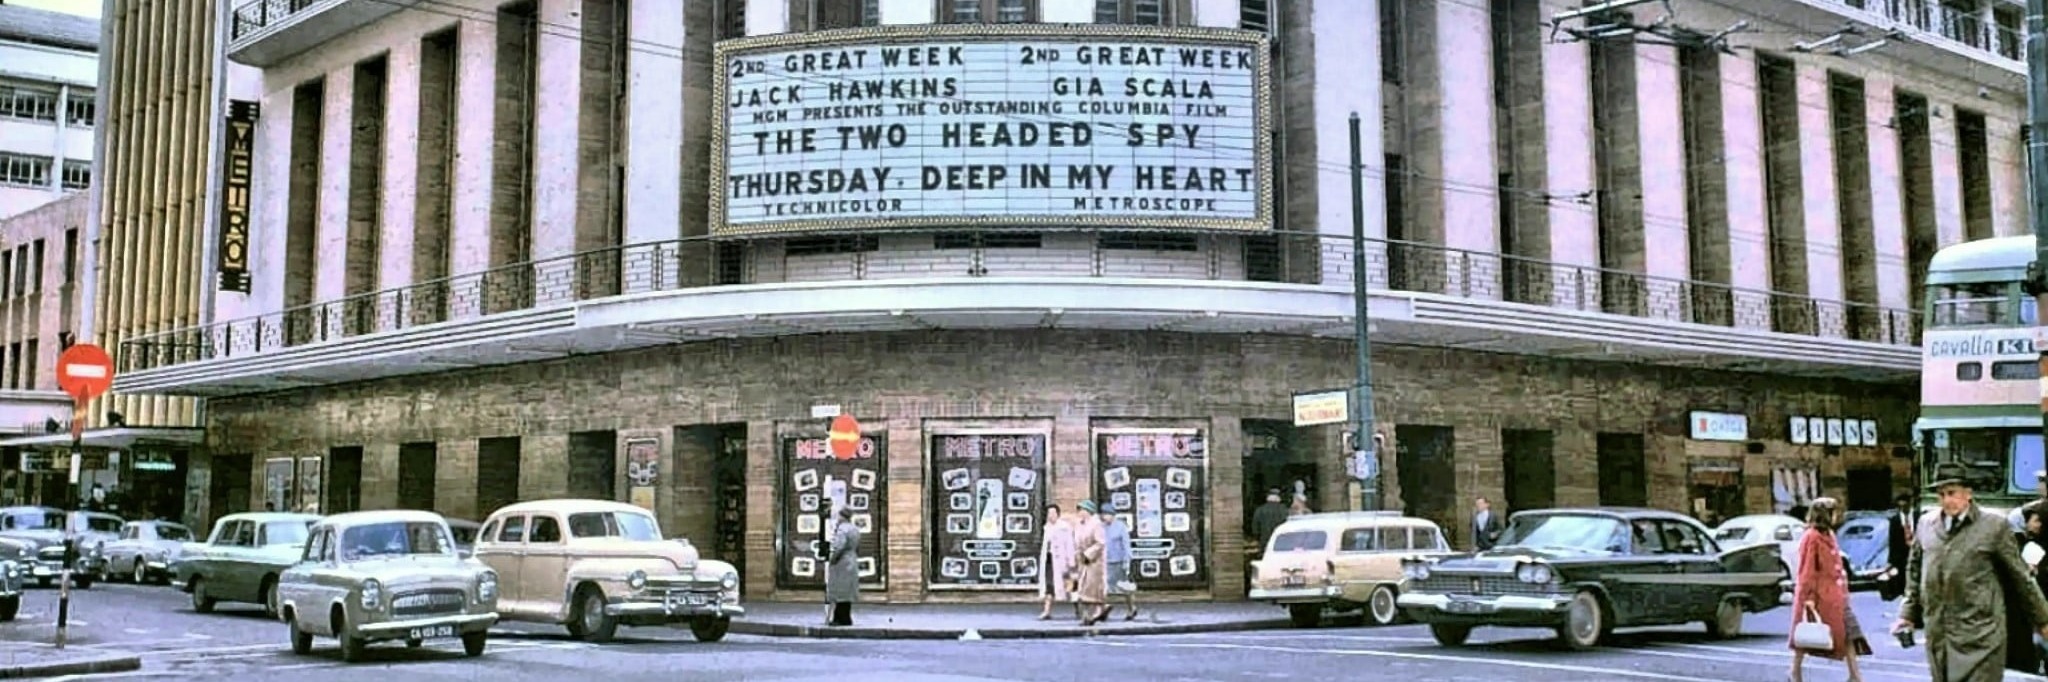 2ND GREAT WEEK 2ND GREAT WEEK
JACK HAWKINS GIA SCALA
MGM PRESENTS THE OUTSTANDING COLUMBIA FILM
THE TWO HEADED SPY
THURSDAY. DEEP IN MY HEART
TECHNICOLOR METROSCOPE
METRO
CAVALLA
METRO
METRO
METRO
PINNS